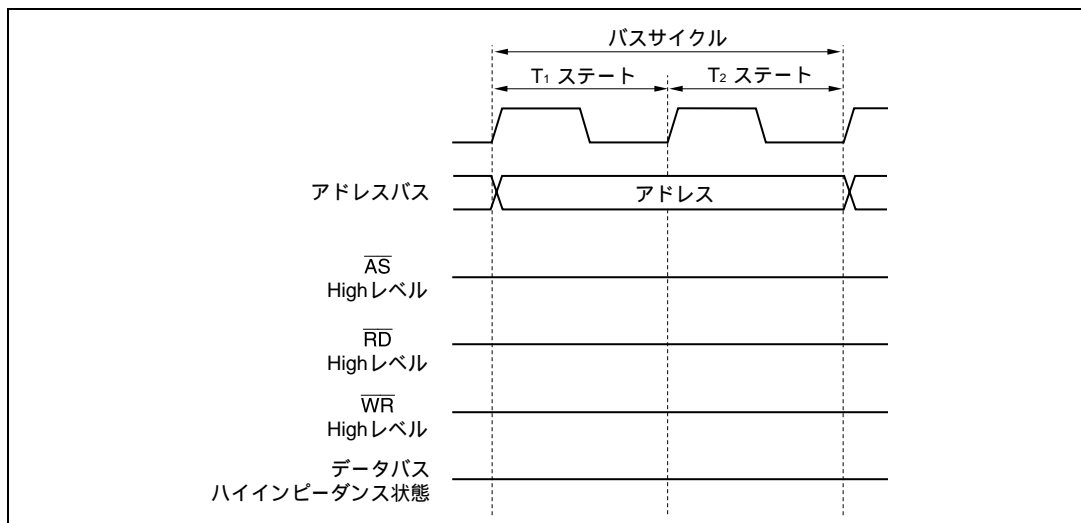 バスサイクル
T1 ステート
T2 ステート
アドレスバス
アドレス
A̅S̅
Highレベル
R̅D̅
Highレベル
W̅R̅
Highレベル
データバス
ハイインピーダンス状態